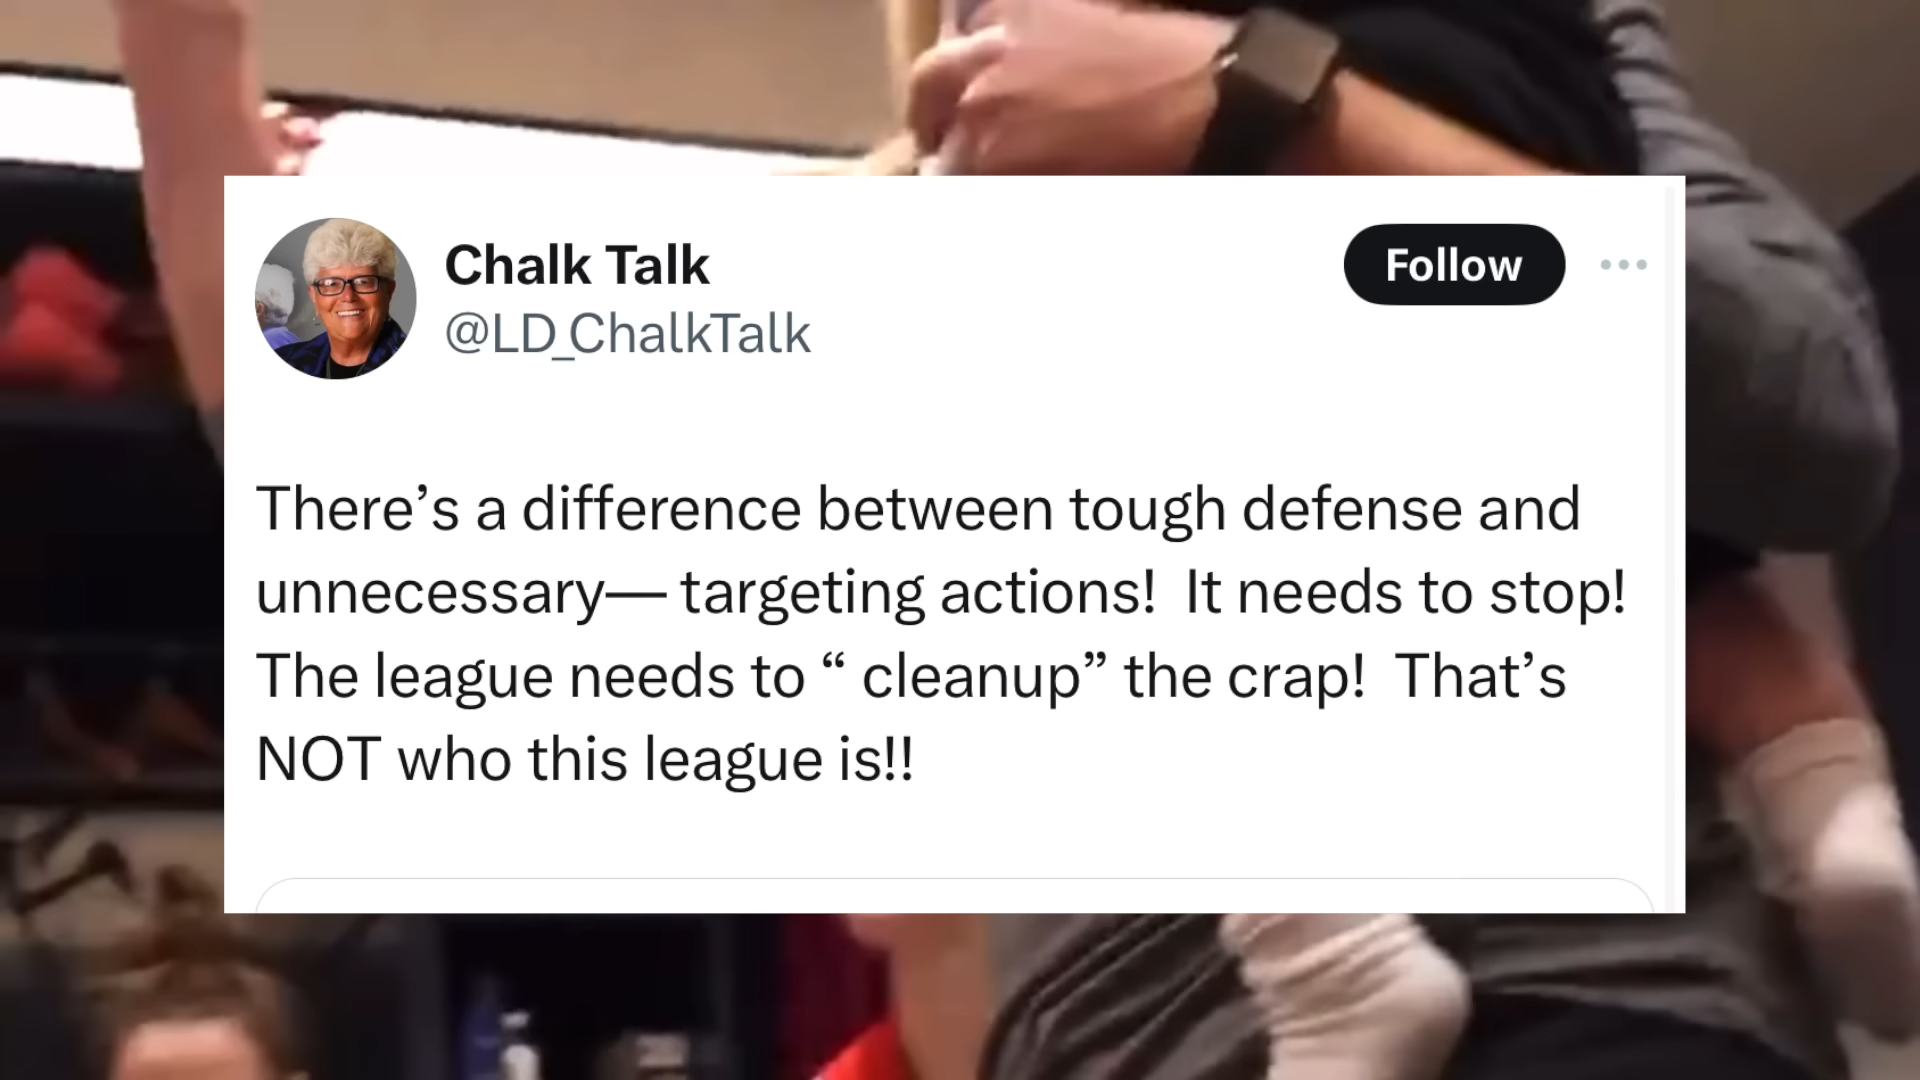 Chalk Talk
Follow
@LD_ChalkTalk
There’s a difference between tough defense and
unnecessary— targeting actions!  It needs to stop!
The league needs to “ cleanup” the crap!  That’s
NOT who this league is!!